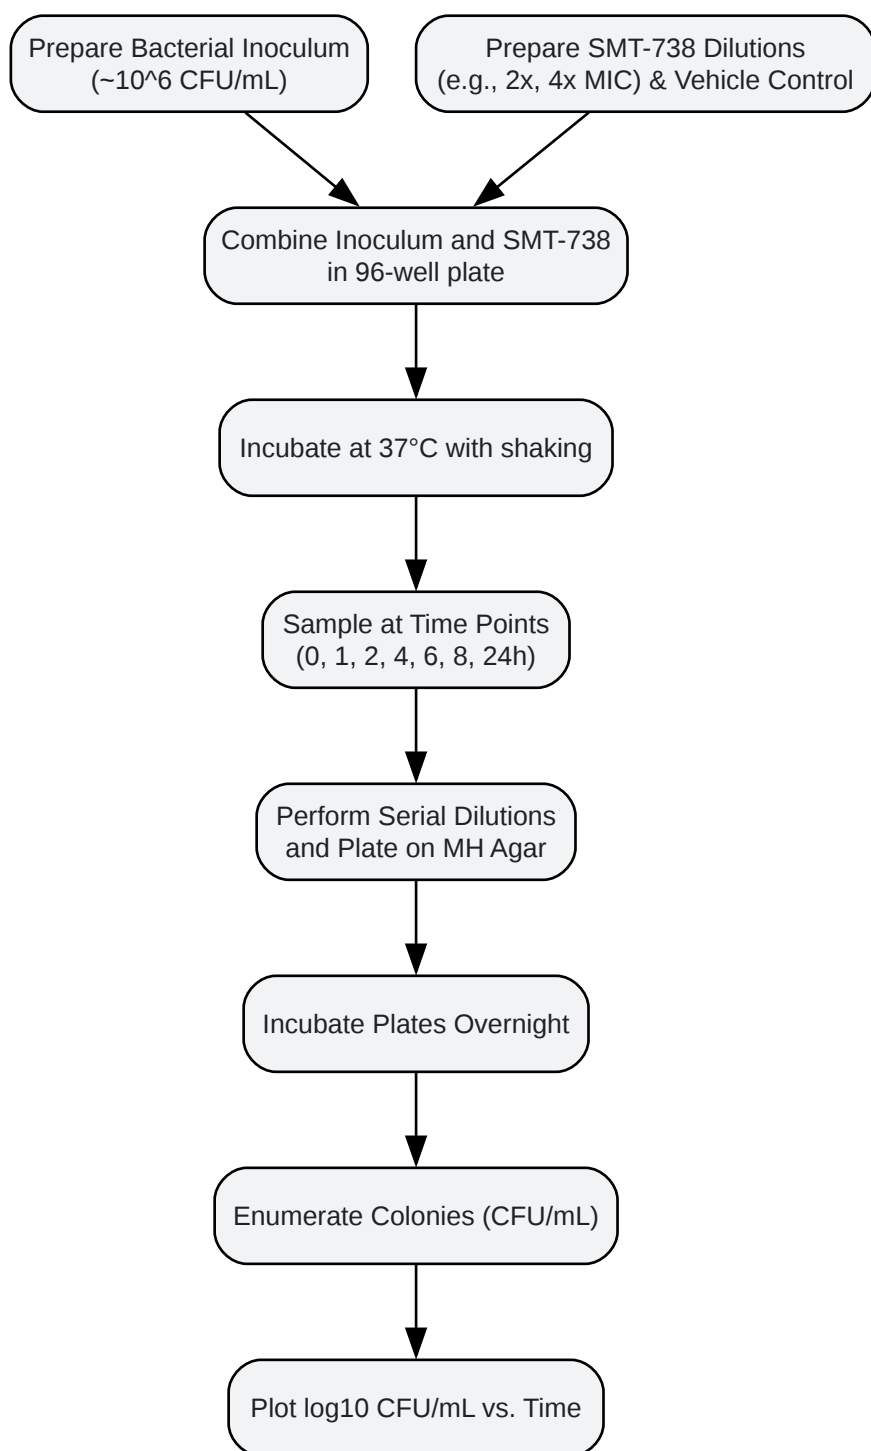 Prepare Bacterial Inoculum
(~10^6 CFU/mL)
Prepare SMT-738 Dilutions
(e.g., 2x, 4x MIC) & Vehicle Control
Combine Inoculum and SMT-738
in 96-well plate
Incubate at 37°C with shaking
Sample at Time Points
(0, 1, 2, 4, 6, 8, 24h)
Perform Serial Dilutions
and Plate on MH Agar
Incubate Plates Overnight
Enumerate Colonies (CFU/mL)
Plot log10 CFU/mL vs. Time